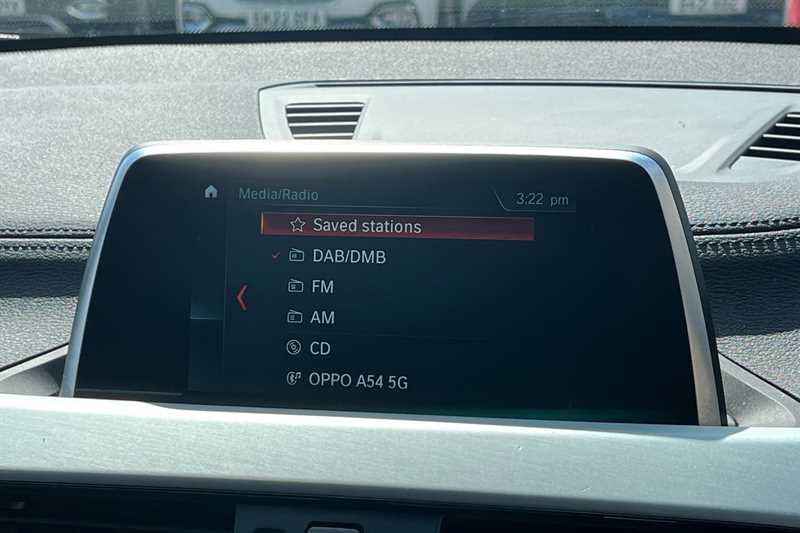 Media/Radio
3:22 pm
Saved stations
DAB/DMB
FM
AM
CD
OPPO A54 5G